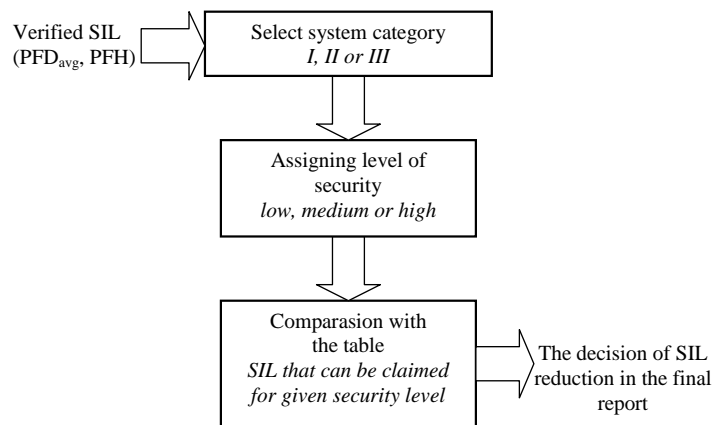 Verified SIL
(PFDavg, PFH)
Select system category
I, II or III
Assigning level of
security
low, medium or high
Comparasion with
the table
SIL that can be claimed
for given security level
The decision of SIL
reduction in the final
report